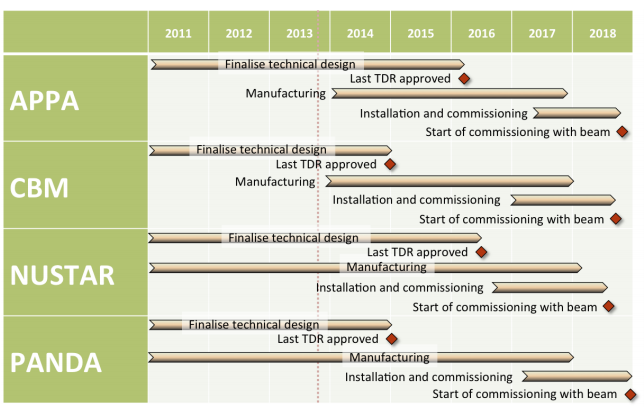 2011 2012 2013 2014 2015 2016 2017 2018
APPA
Finalise technical design
Last TDR approved
Manufacturing
Installation and commissioning
Start of commissioning with beam
CBM
Finalise technical design
Last TDR approved
Manufacturing
Installation and commissioning
Start of commissioning with beam
NUSTAR
Finalise technical design
Last TDR approved
Manufacturing
Installation and commissioning
Start of commissioning with beam
PANDA
Finalise technical design
Last TDR approved
Manufacturing
Installation and commissioning
Start of commissioning with beam